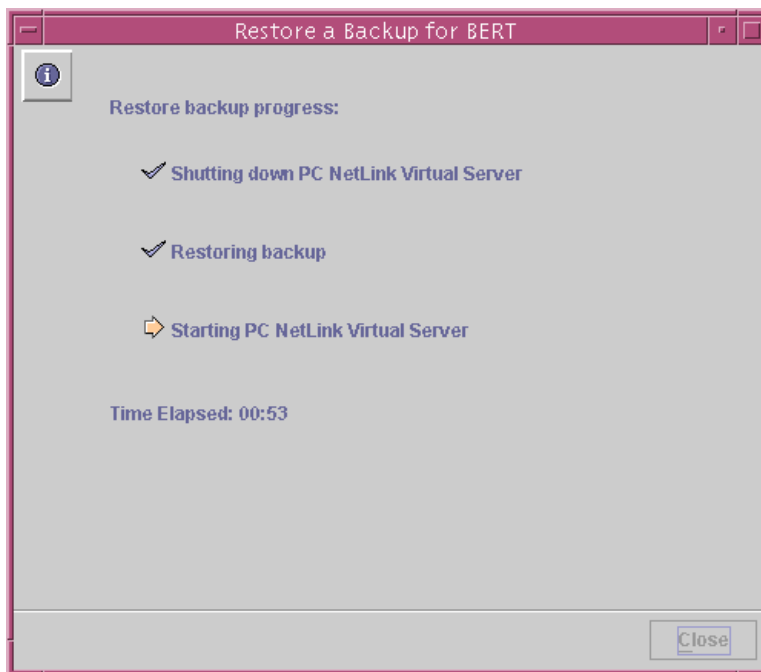 Restore a Backup for BERT
Restore backup progress:
Shutting down PC NetLink Virtual Server
Restoring backup
Starting PC NetLink Virtual Server
Time Elapsed: 00:53
Close